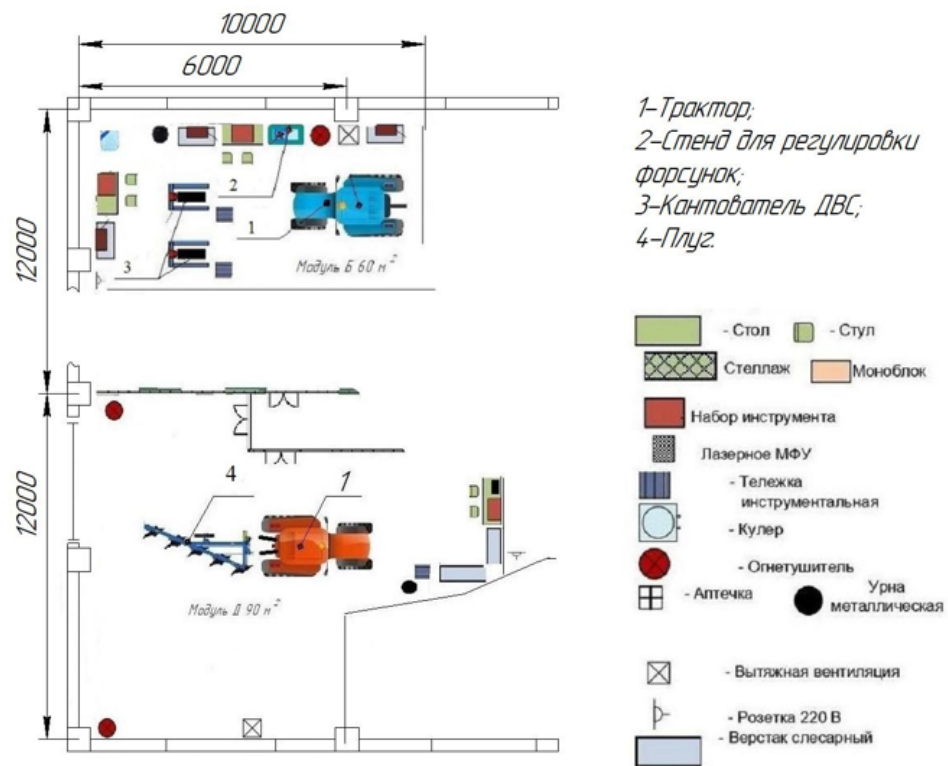 10000
6000
12000
2
1
3
Модуль Б 60 м²
12000
4
1
Модуль Д 90 м²
1-Трактор;
2-Стенд для регулировки
форсунок;
3-Кантователь ДВС;
4-Плуг.
- Стол
- Стул
Стеллаж
Моноблок
Набор инструмента
Лазерное МФУ
- Тележка
инструментальная
- Кулер
- Огнетушитель
- Аптечка
Урна
металлическая
- Вытяжная вентиляция
- Розетка 220 В
- Верстак слесарный